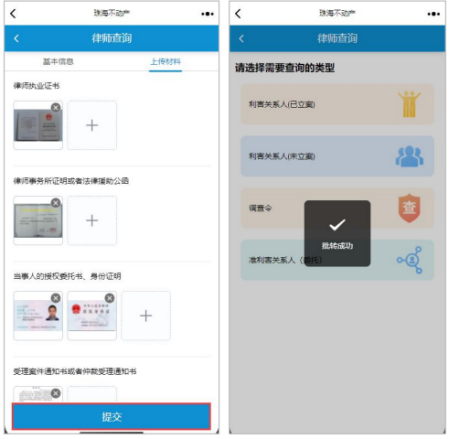 珠海不动产
律师查询
基本信息
上传材料
律师执业证书
律师事务所证明或者法律援助公函
当事人的授权委托书、身份证明
受理案件通知书或者仲裁受理通知书
提交
珠海不动产
律师查询
请选择需要查询的类型
利害关系人(已立案)
利害关系人(未立案)
调查令
查
准利害关系人（委托）
批转成功